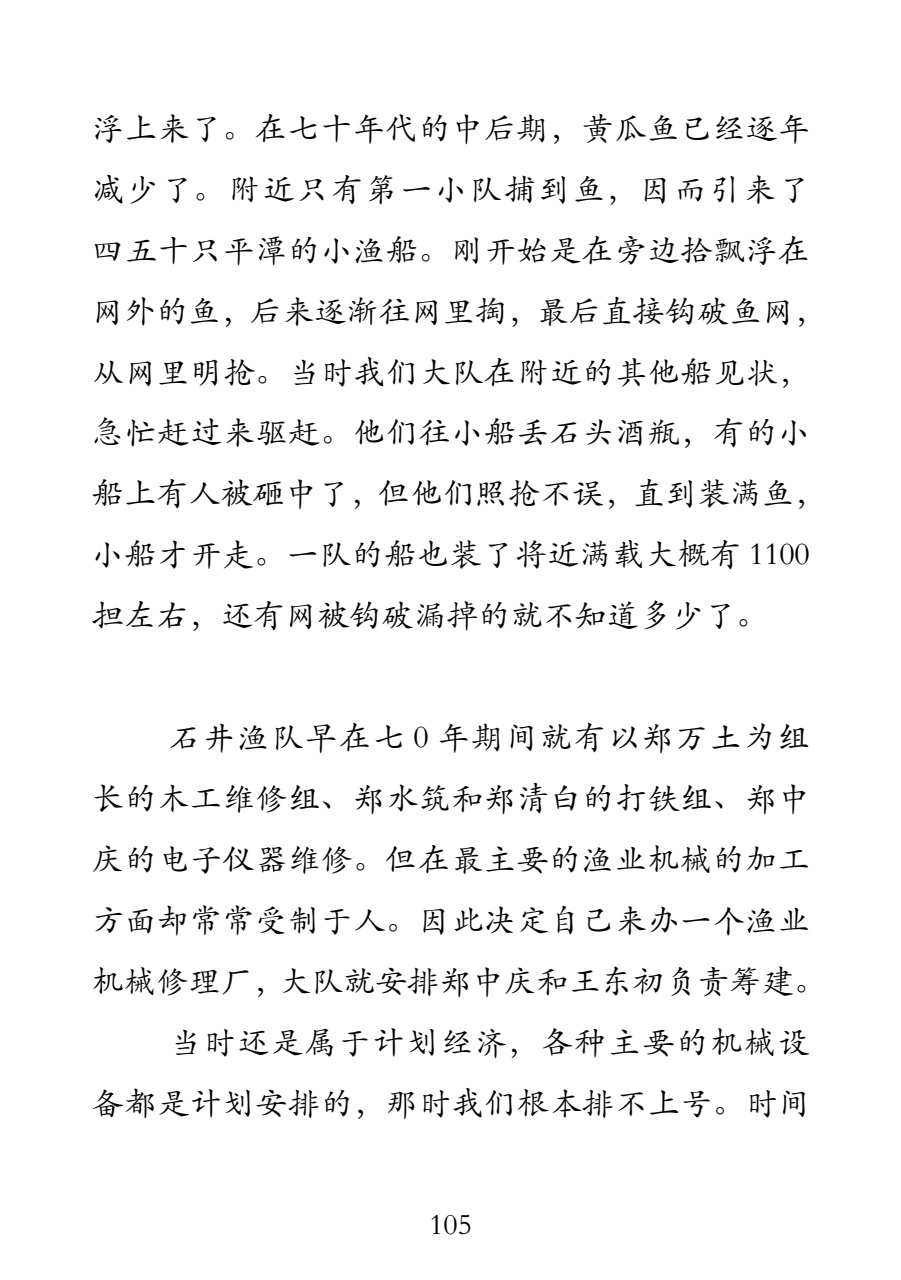 浮上来了。在七十年代的中后期，黄瓜鱼已经逐年
减少了。附近只有第一小队捕到鱼，因而引来了
四五十只平潭的小渔船。刚开始是在旁边拾飘浮在
网外的鱼，后来逐渐往网里掏，最后直接钩破鱼网，
从网里明抢。当时我们大队在附近的其他船见状，
急忙赶过来驱赶。他们往小船丢石头酒瓶，有的小
船上有人被砸中了，但他们照抢不误，直到装满鱼，
小船才开走。一队的船也装了将近满载大概有 1100
担左右，还有网被钩破漏掉的就不知道多少了。
石井渔队早在七 0 年期间就有以郑万土为组
长的木工维修组、郑水筑和郑清白的打铁组、郑中
庆的电子仪器维修。但在最主要的渔业机械的加工
方面却常常受制于人。因此决定自己来办一个渔业
机械修理厂，大队就安排郑中庆和王东初负责筹建。
当时还是属于计划经济，各种主要的机械设
备都是计划安排的，那时我们根本排不上号。时间
105